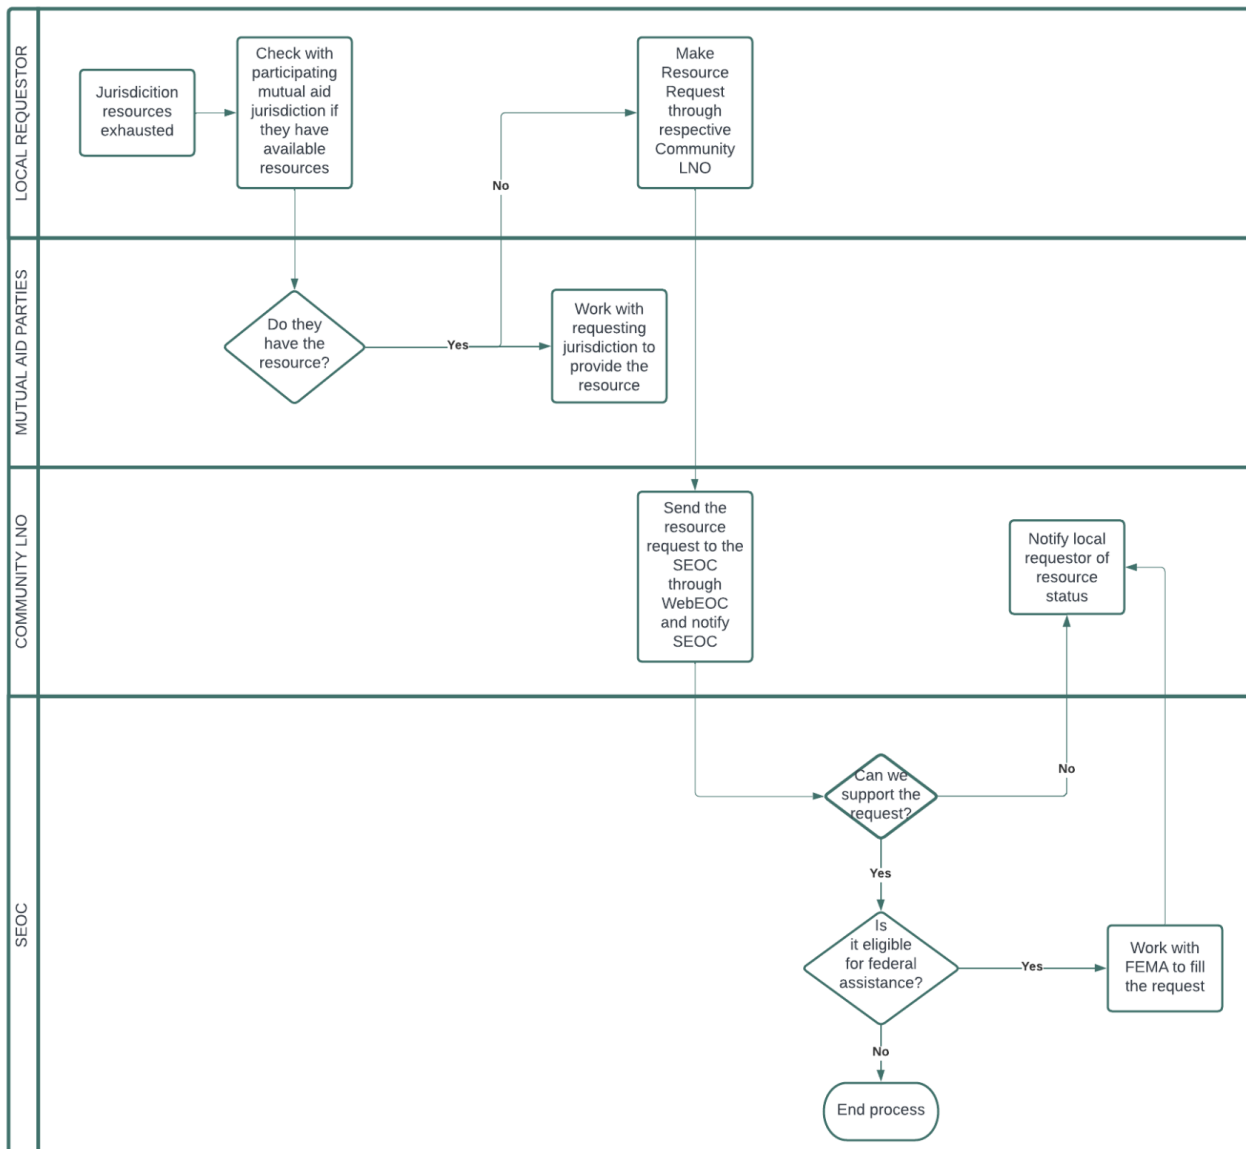 LOCAL REQUESTOR
Jurisdicition
resources
exhausted
Check with
participating
mutual aid
jurisdiction if
they have
available
resources
Make
Resource
Request
through
respective
Community
LNO
No
MUTUAL AID PARTIES
Do they
have the
resource?
Yes
Work with
requesting
jurisdiction to
provide the
resource
COMMUNITY LNO
Send the
resource
request to the
SEOC
through
WebEOC
and notify
SEOC
Notify local
requestor of
resource
status
SEOC
Can we
support the
request?
No
Yes
Is
it eligible
for federal
assistance?
Yes
Work with
FEMA to fill
the request
No
End process